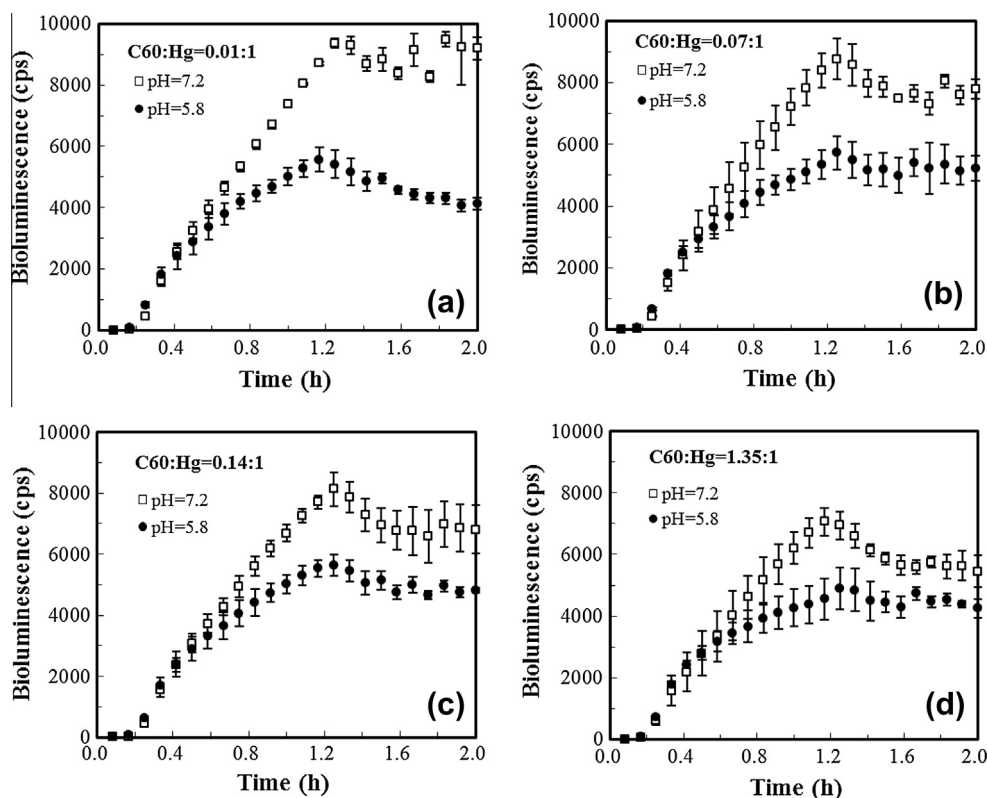 10000
C60:Hg=0.01:1
pH=7.2
pH=5.8
8000
6000
4000
2000
0
Bioluminescence (cps)
(a)
0.0 0.4 0.8 1.2 1.6 2.0
Time (h)
10000
C60:Hg=0.07:1
pH=7.2
pH=5.8
8000
6000
4000
2000
0
Bioluminescence (cps)
(b)
0.0 0.4 0.8 1.2 1.6 2.0
Time (h)
10000
C60:Hg=0.14:1
pH=7.2
pH=5.8
8000
6000
4000
2000
0
Bioluminescence (cps)
(c)
0.0 0.4 0.8 1.2 1.6 2.0
Time (h)
10000
C60:Hg=1.35:1
pH=7.2
pH=5.8
8000
6000
4000
2000
0
Bioluminescence (cps)
(d)
0.0 0.4 0.8 1.2 1.6 2.0
Time (h)